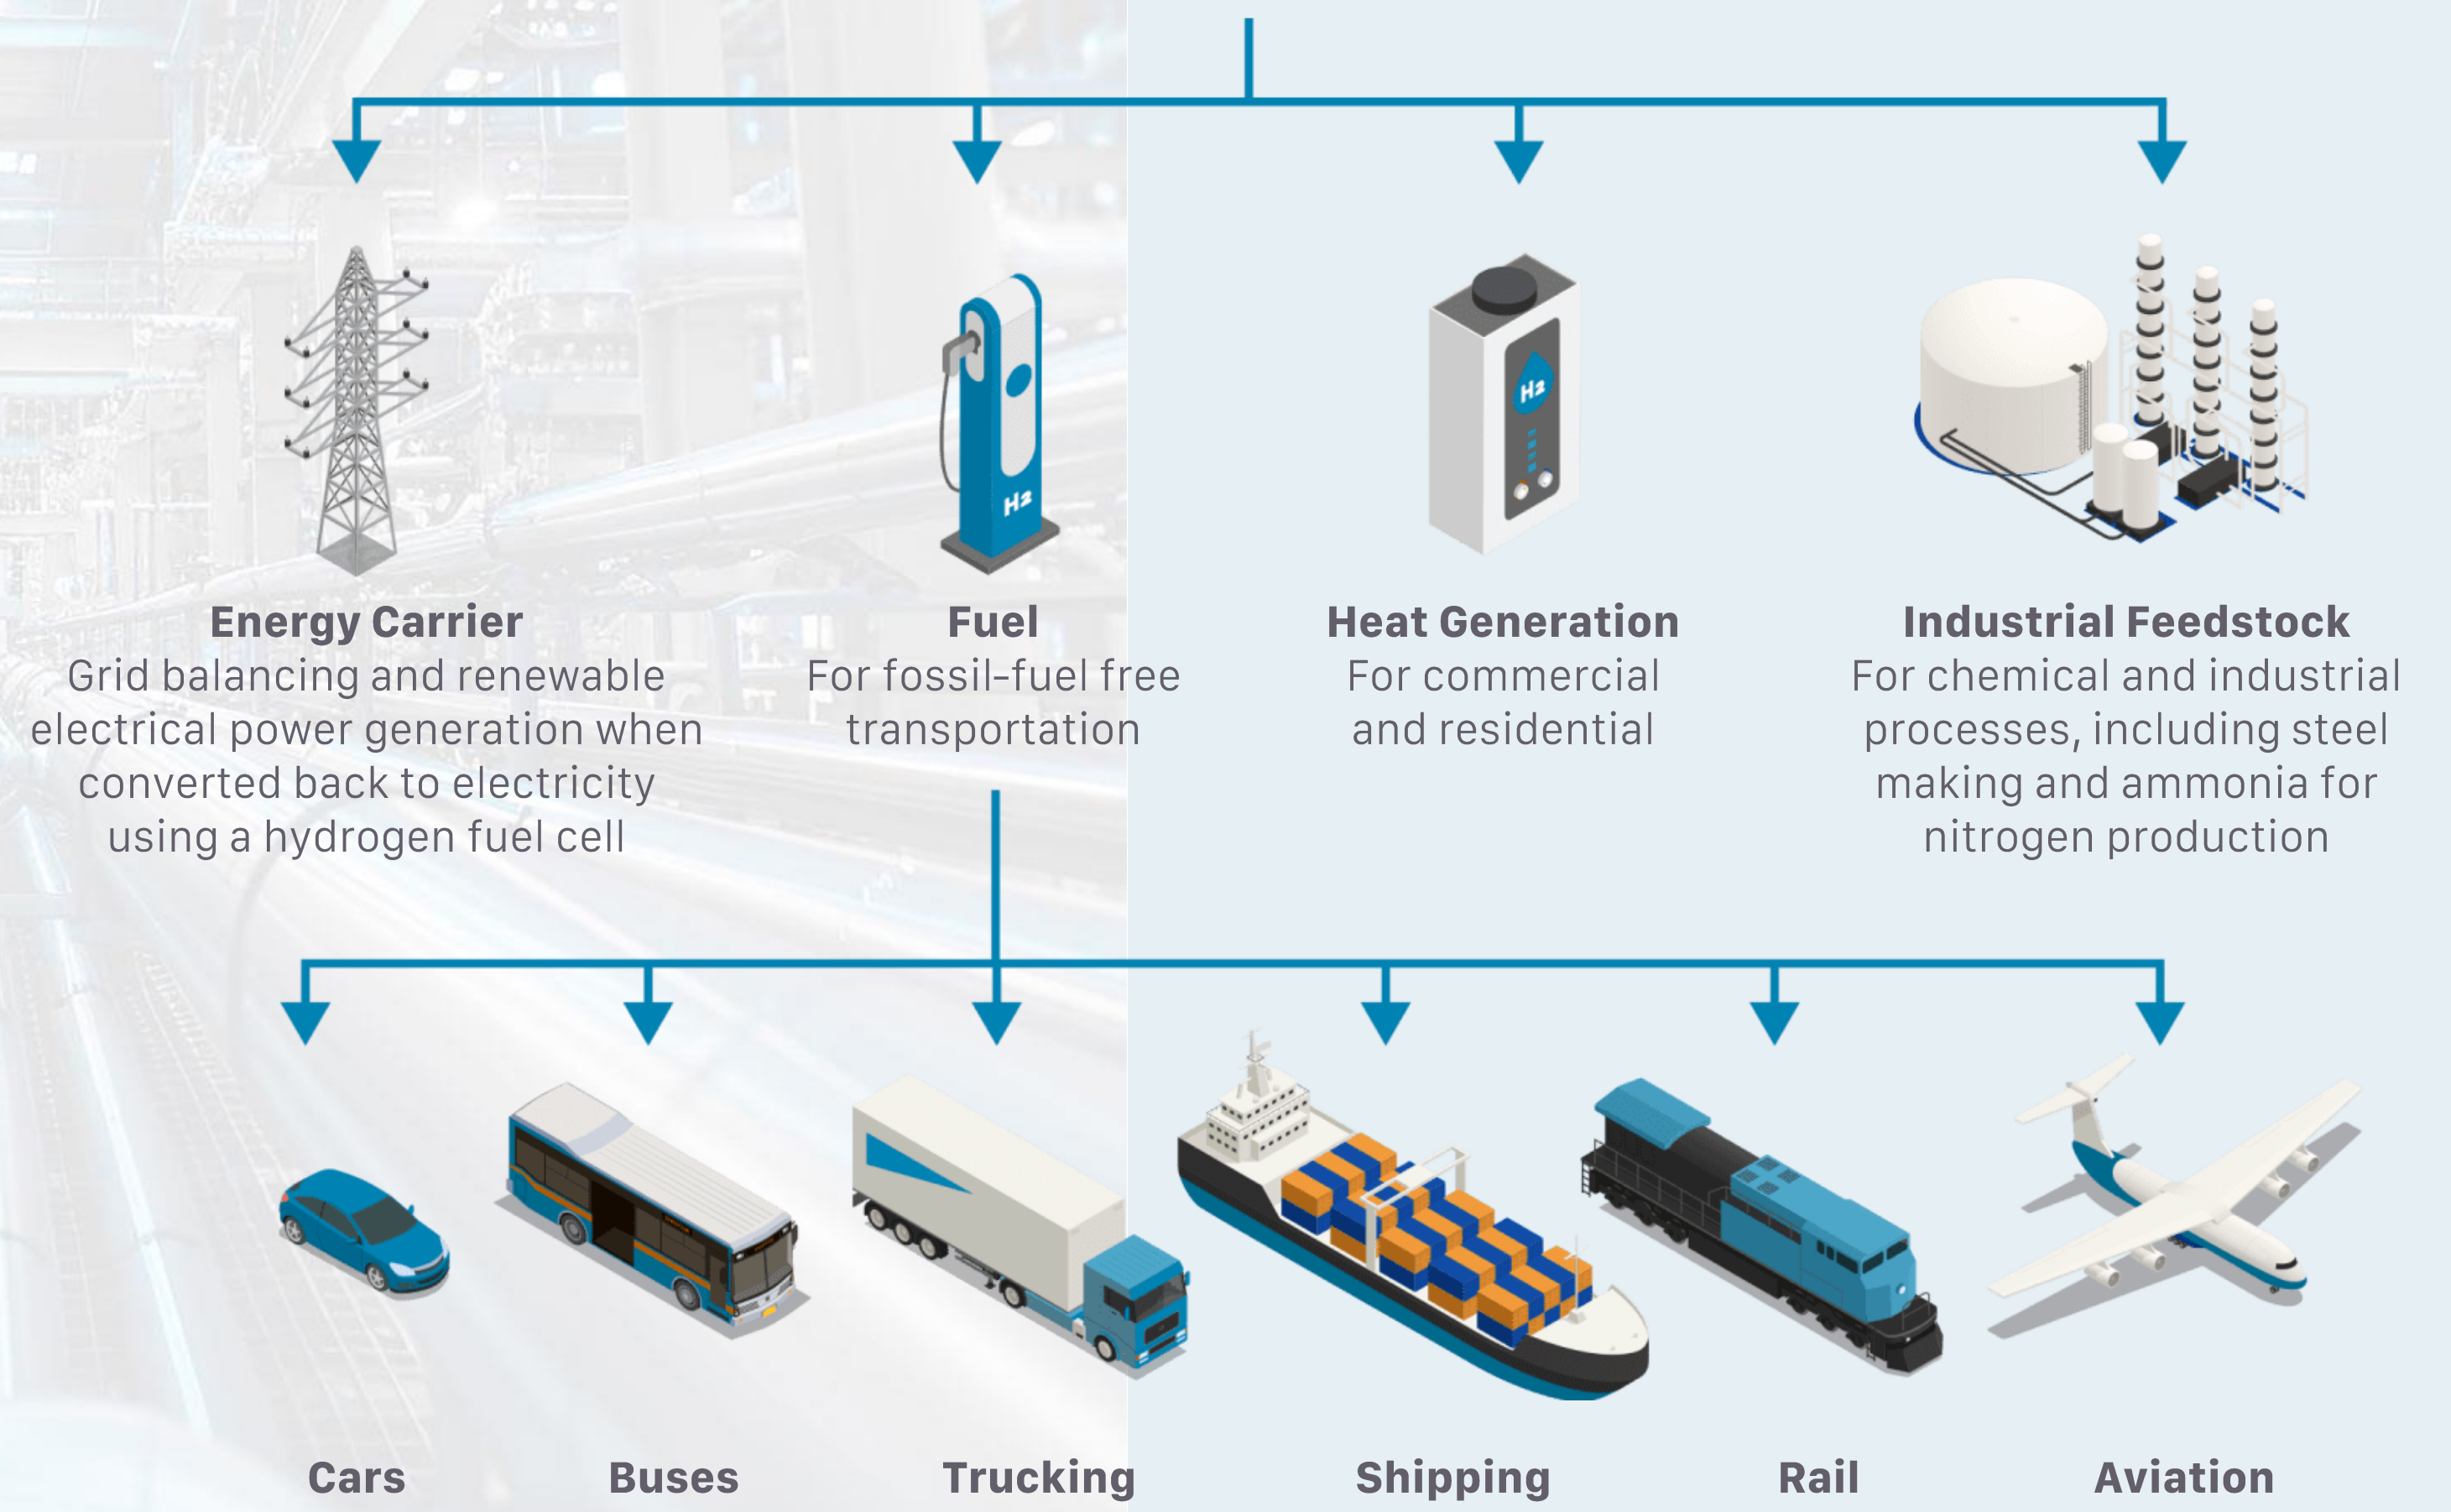 H2
H2
Energy Carrier
Grid balancing and renewable
electrical power generation when
converted back to electricity
using a hydrogen fuel cell
Fuel
For fossil-fuel free
transportation
Heat Generation
For commercial
and residential
Industrial Feedstock
For chemical and industrial
processes, including steel
making and ammonia for
nitrogen production
Cars
Buses
Trucking
Shipping
Rail
Aviation